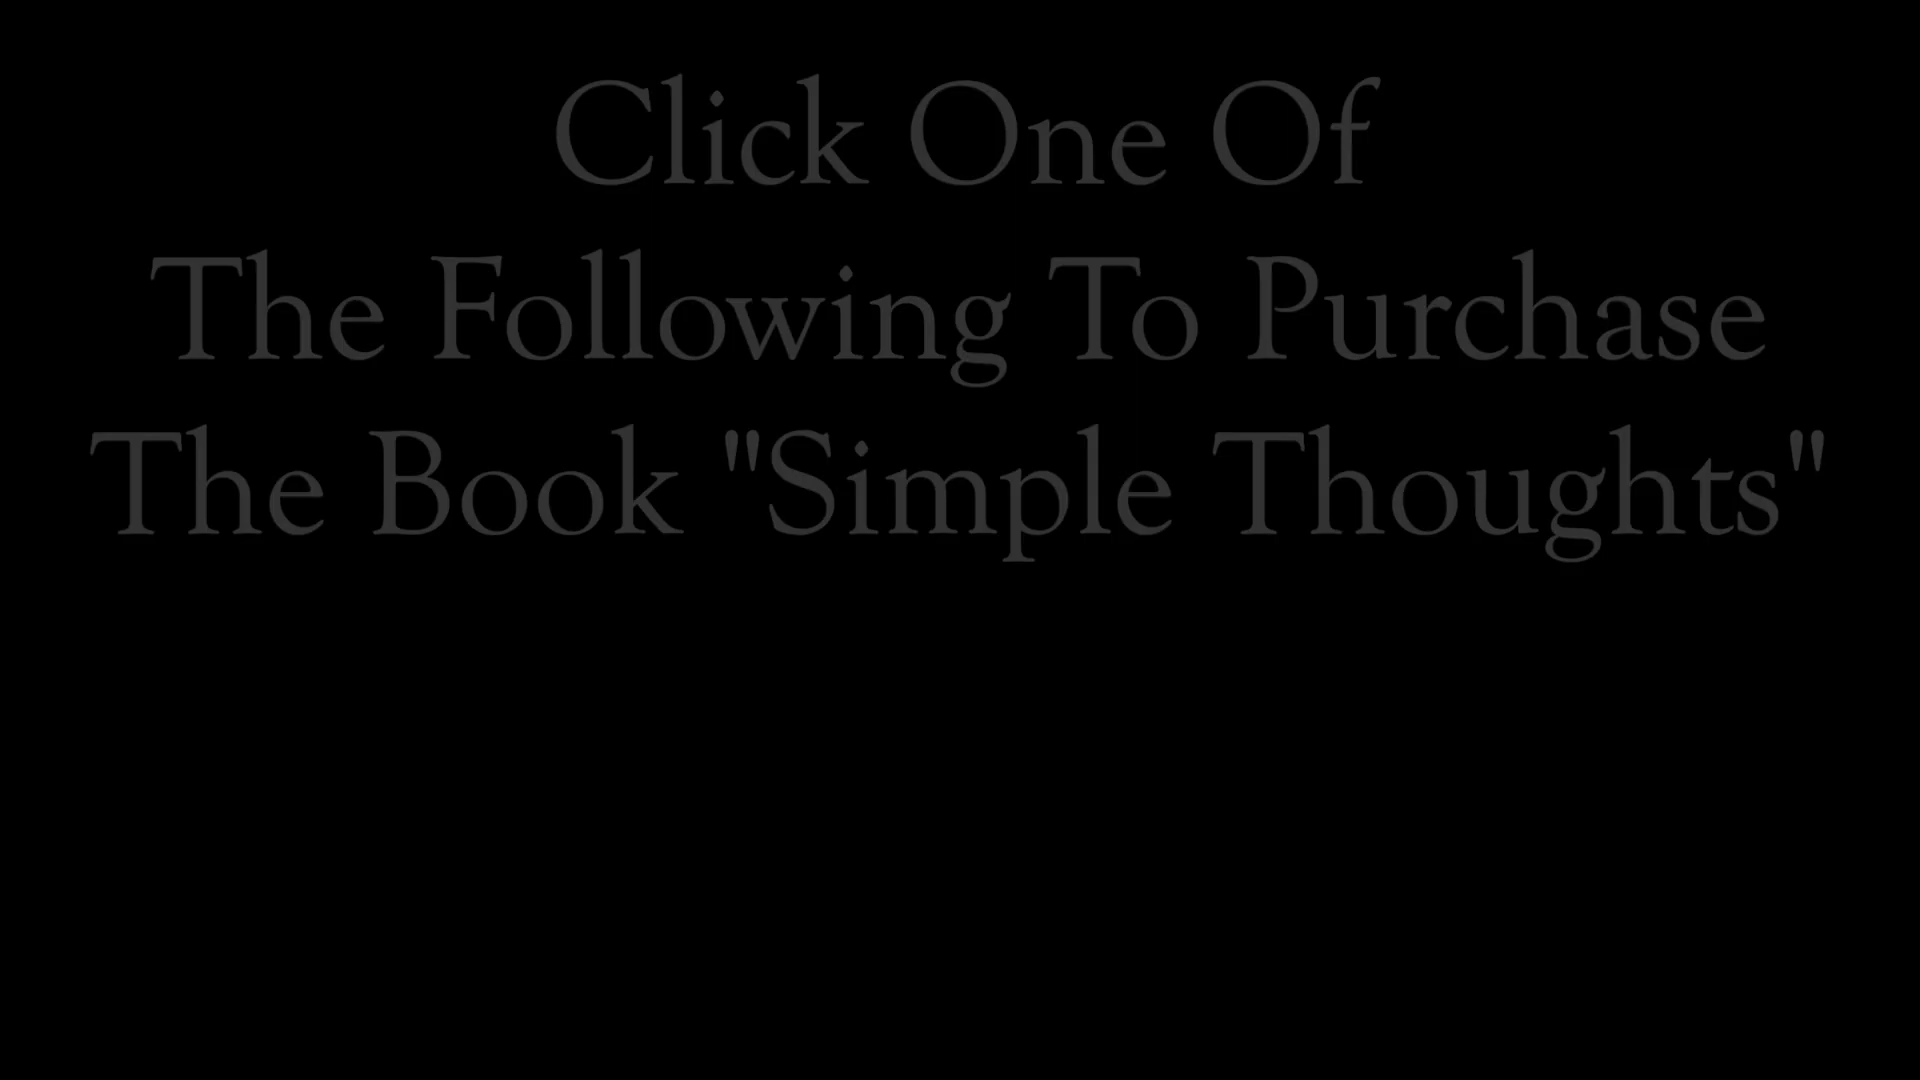 Click One Of
The Following To Purchase
The Book "Simple Thoughts"